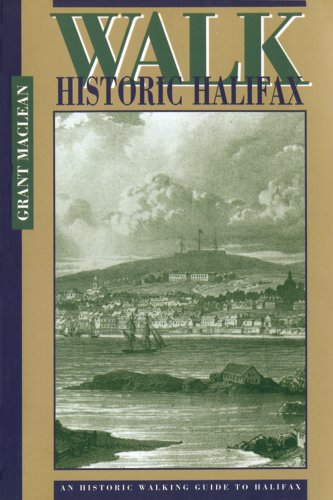 WALK
HISTORIC HALIFAX
GRANT MACLEAN
AN HISTORIC WALKING GUIDE TO HALIFAX